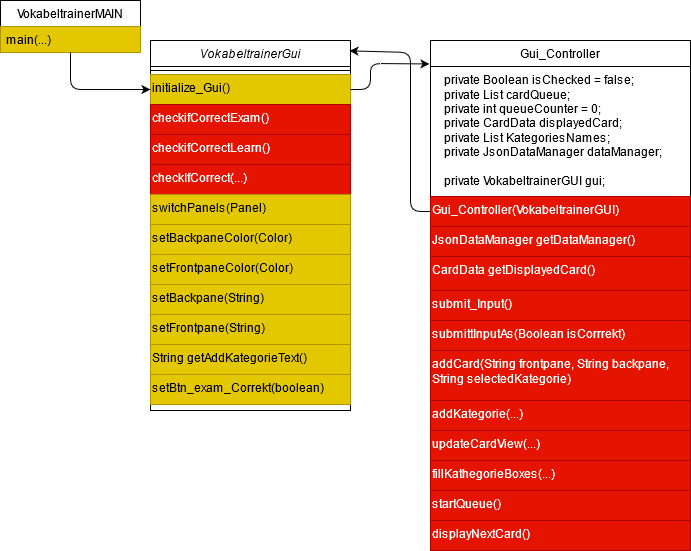 VokabeltrainerMAIN
main(...)
VokabeltrainerGui
initialize_Gui()
checkifCorrectExam()
checkifCorrectLearn()
checkIfCorrect(...)
switchPanels(Panel)
setBackpaneColor(Color)
setFrontpaneColor(Color)
setBackpane(String)
setFrontpane(String)
String getAddKategorieText()
setBtn_exam_Correkt(boolean)
Gui_Controller
private Boolean isChecked = false;
private List cardQueue;
private int queueCounter = 0;
private CardData displayedCard;
private List KategoriesNames;
private JsonDataManager dataManager;
private VokabeltrainerGUI gui;
Gui_Controller(VokabeltrainerGUI)
JsonDataManager getDataManager()
CardData getDisplayedCard()
submit_Input()
submittInputAs(Boolean isCorrrekt)
addCard(String frontpane, String backpane,
String selectedKategorie)
addKategorie(...)
updateCardView(...)
fillKathegorieBoxes(...)
startQueue()
displayNextCard()